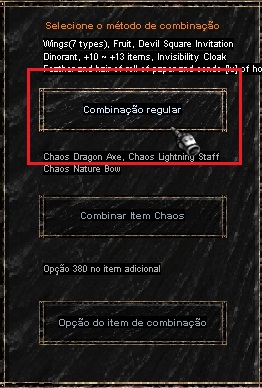 Selecione o método de combinação
Wings(7 types), Fruit, Devil Square Invitation
Dinorant, +10 ~ +13 items, Invisibility Cloak
Feather and hair of roll of paper and condo [lu] of ho
Combinação regular
Chaos Dragon Axe, Chaos Lightning Staff
Chaos Nature Bow
Combinar Item Chaos
Opção 380 no item adicional
Opção do item de combinação